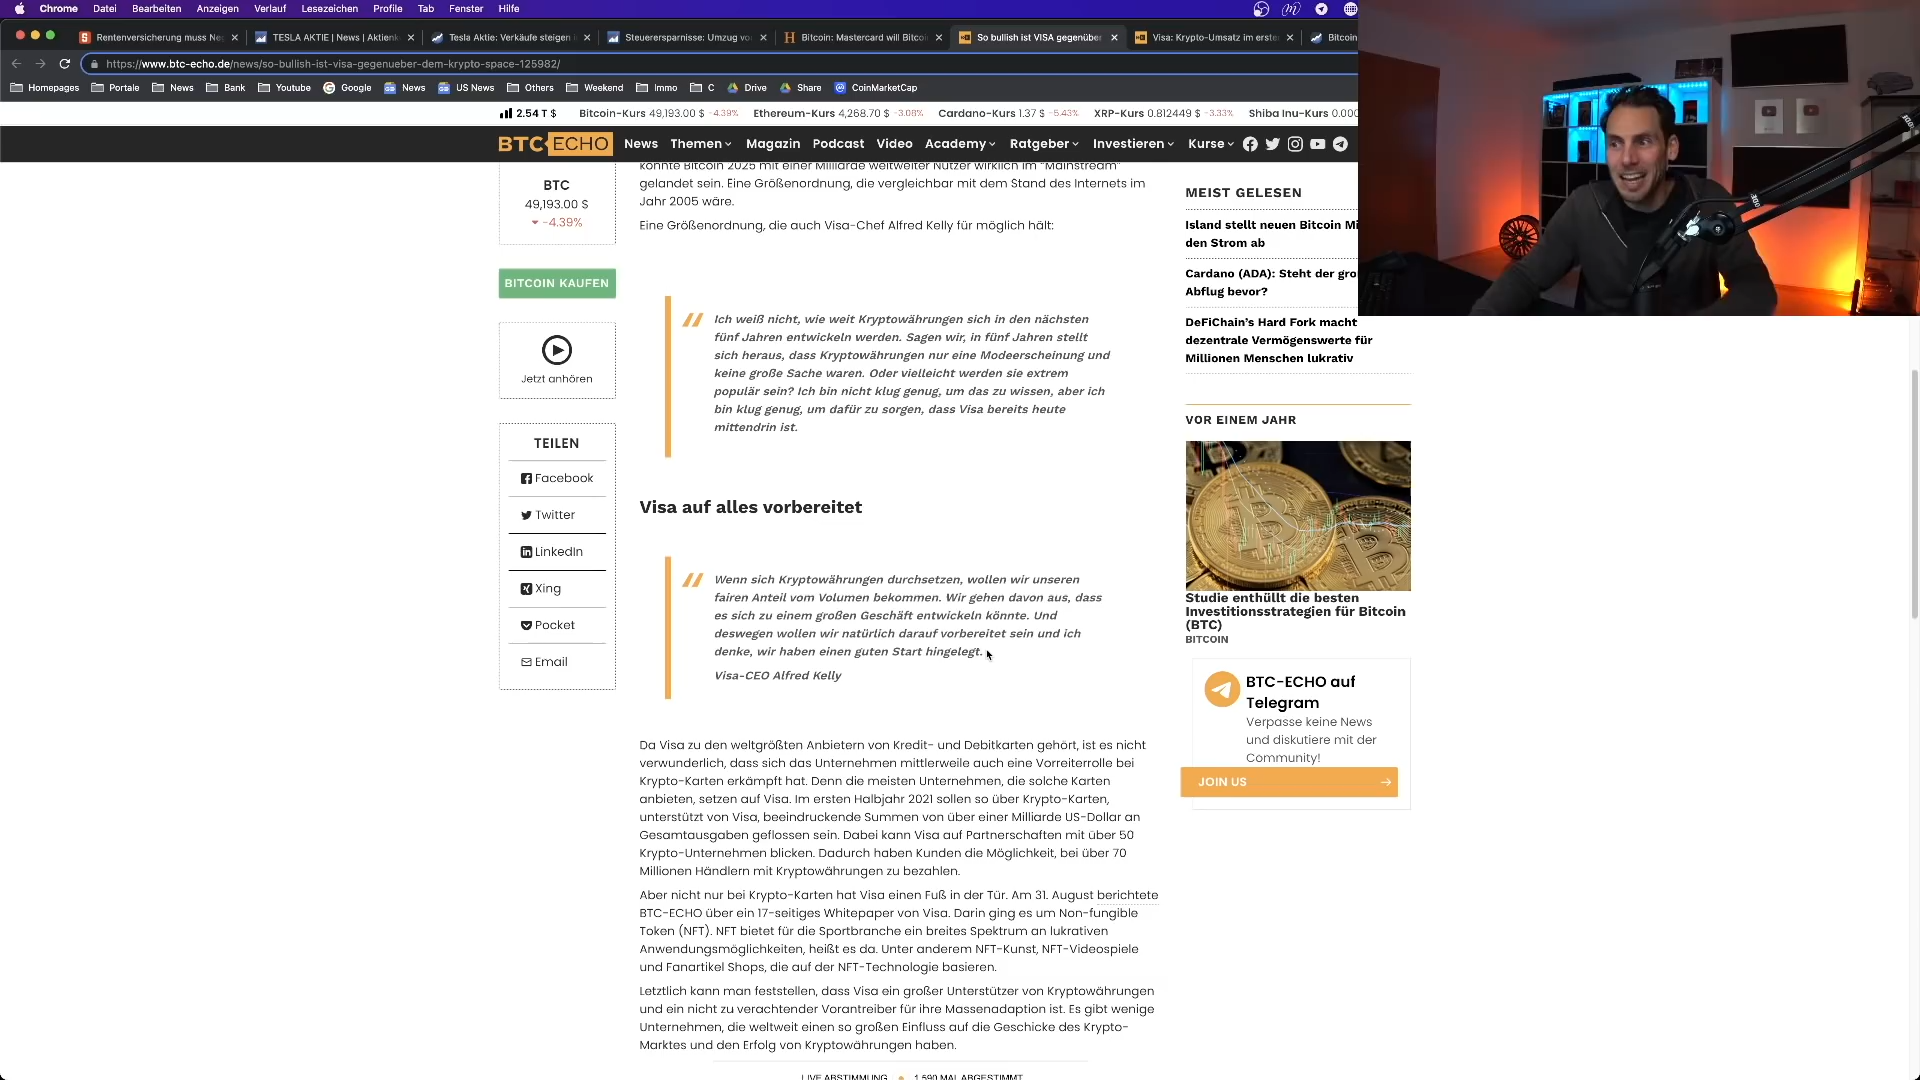 Chrome Datei Bearbeiten Anzeigen Verlauf Lesezeichen Profile Tab Fenster Hilfe
Rentenversicherung muss Ne
TESLA AKTIE | News | Aktienk
Tesla Aktie: Verkäufe steigen
Steuerersparnisse: Umzug vo
Bitcoin: Mastercard will Bitco
So bullish ist VISA gegenüber
Visa: Krypto-Umsatz im erste
Bitcoin
https://www.btc-echo.de/news/so-bullish-ist-visa-gegenueber-dem-krypto-space-125982/
Homepages Portale News Bank Youtube Google News US News Others Weekend Immo C Drive Share CoinMarketCap
2.54 T $ Bitcoin-Kurs 49,193.00 $ -4.39% Ethereum-Kurs 4,268.70 $ -3.08% Cardano-Kurs 1.37 $ -5.43% XRP-Kurs 0.812449 $ -3.33% Shiba Inu-Kurs 0.000
BTC-ECHO News Themen Magazin Podcast Video Academy Ratgeber Investieren Kurse
BTC
49,193.00 $
-4.39%
BITCOIN KAUFEN
Jetzt anhören
TEILEN
Facebook
Twitter
LinkedIn
Xing
Pocket
Email
könnte Bitcoin 2025 mit einer Milliarde weltweiter Nutzer wirklich im "Mainstream"
gelandet sein. Eine Größenordnung, die vergleichbar mit dem Stand des Internets im
Jahr 2005 wäre.
Eine Größenordnung, die auch Visa-Chef Alfred Kelly für möglich hält:
Ich weiß nicht, wie weit Kryptowährungen sich in den nächsten
fünf Jahren entwickeln werden. Sagen wir, in fünf Jahren stellt
sich heraus, dass Kryptowährungen nur eine Modeerscheinung und
keine große Sache waren. Oder vielleicht werden sie extrem
populär sein? Ich bin nicht klug genug, um das zu wissen, aber ich
bin klug genug, um dafür zu sorgen, dass Visa bereits heute
mittendrin ist.
Visa auf alles vorbereitet
Wenn sich Kryptowährungen durchsetzen, wollen wir unseren
fairen Anteil vom Volumen bekommen. Wir gehen davon aus, dass
es sich zu einem großen Geschäft entwickeln könnte. Und
deswegen wollen wir natürlich darauf vorbereitet sein und ich
denke, wir haben einen guten Start hingelegt.
Visa-CEO Alfred Kelly
Da Visa zu den weltgrößten Anbietern von Kredit- und Debitkarten gehört, ist es nicht
verwunderlich, dass sich das Unternehmen mittlerweile auch eine Vorreiterrolle bei
Krypto-Karten erkämpft hat. Denn die meisten Unternehmen, die solche Karten
anbieten, setzen auf Visa. Im ersten Halbjahr 2021 sollen so über Krypto-Karten,
unterstützt von Visa, beeindruckende Summen von über einer Milliarde US-Dollar an
Gesamtausgaben geflossen sein. Dabei kann Visa auf Partnerschaften mit über 50
Krypto-Unternehmen blicken. Dadurch haben Kunden die Möglichkeit, bei über 70
Millionen Händlern mit Kryptowährungen zu bezahlen.
Aber nicht nur bei Krypto-Karten hat Visa einen Fuß in der Tür. Am 31. August berichtete
BTC-ECHO über ein 17-seitiges Whitepaper von Visa. Darin ging es um Non-fungible
Token (NFT). NFT bietet für die Sportbranche ein breites Spektrum an lukrativen
Anwendungsmöglichkeiten, heißt es da. Unter anderem NFT-Kunst, NFT-Videospiele
und Fanartikel Shops, die auf der NFT-Technologie basieren.
Letztlich kann man feststellen, dass Visa ein großer Unterstützer von Kryptowährungen
und ein nicht zu verachtender Vorantreiber für ihre Massenadaption ist. Es gibt wenige
Unternehmen, die weltweit einen so großen Einfluss auf die Geschicke des Krypto-
Marktes und den Erfolg von Kryptowährungen haben.
LIVE ABSTIMMUNG 1.590 MAL ABGESTIMMT
MEIST GELESEN
Island stellt neuen Bitcoin Mi
den Strom ab
Cardano (ADA): Steht der gro
Abflug bevor?
DeFiChain's Hard Fork macht
dezentrale Vermögenswerte für
Millionen Menschen lukrativ
VOR EINEM JAHR
Studie enthüllt die besten
Investitionsstrategien für Bitcoin
(BTC)
BITCOIN
BTC-ECHO auf
Telegram
Verpasse keine News
und diskutiere mit der
Community!
JOIN US